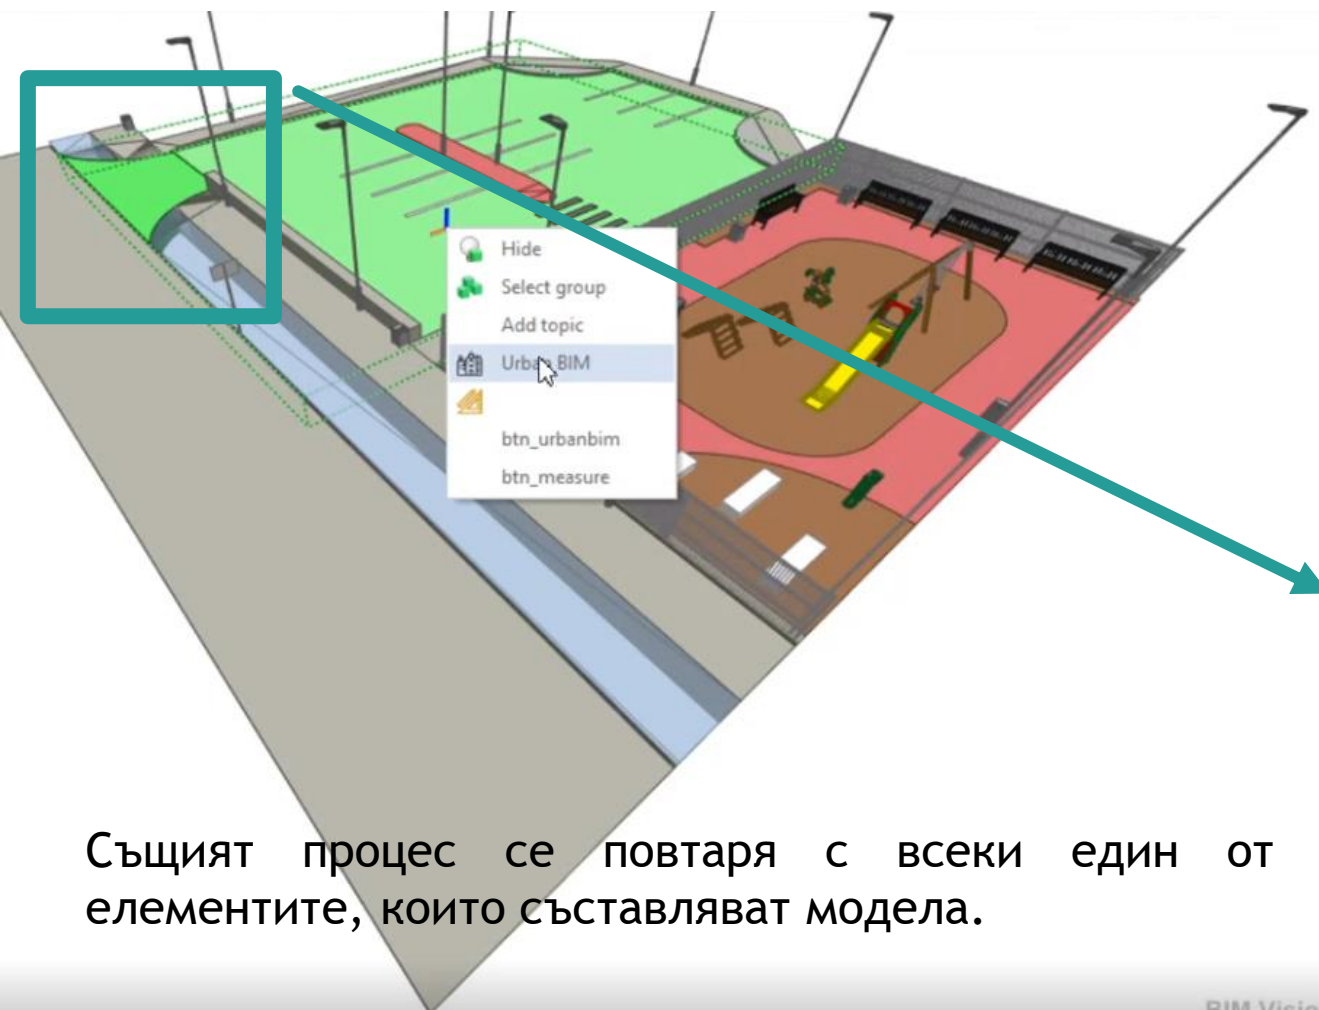 Hide
Select group
Add topic
Urban BIM
btn_urbanbim
btn_measure
Същият процес се повтаря с всеки един от
елементите, които съставляват модела.